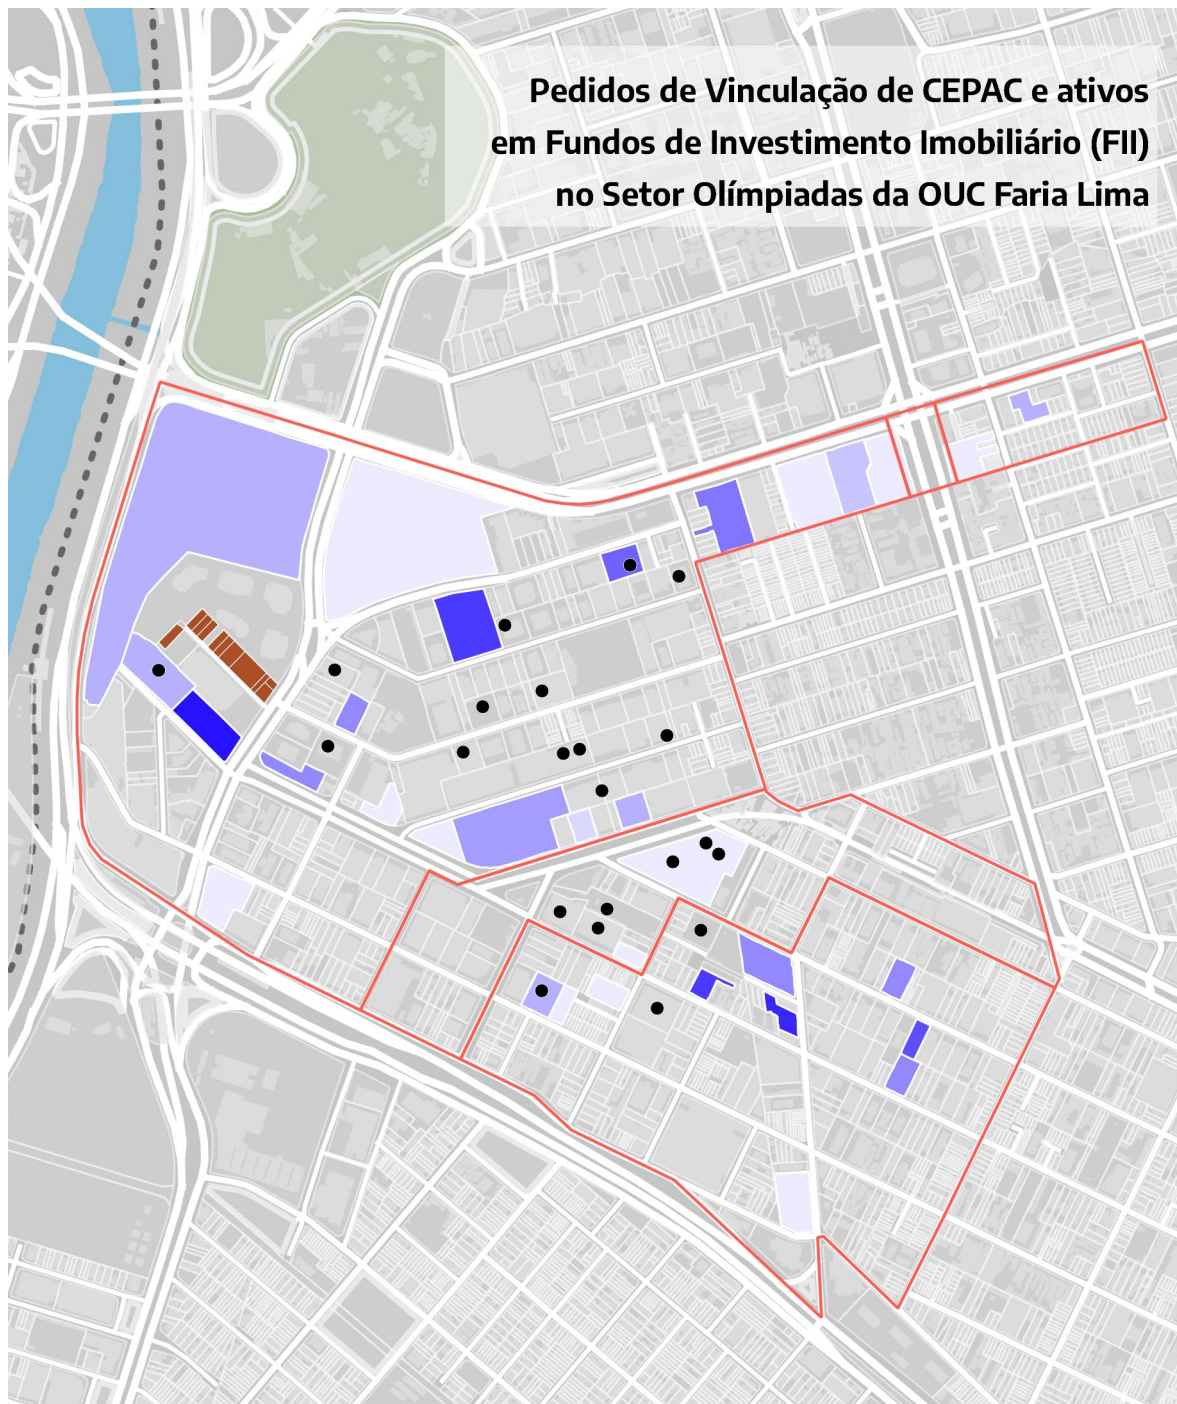 Pedidos de Vinculação de CEPAC e ativos
em Fundos de Investimento Imobiliário (FII)
no Setor Olímpiadas da OUC Faria Lima